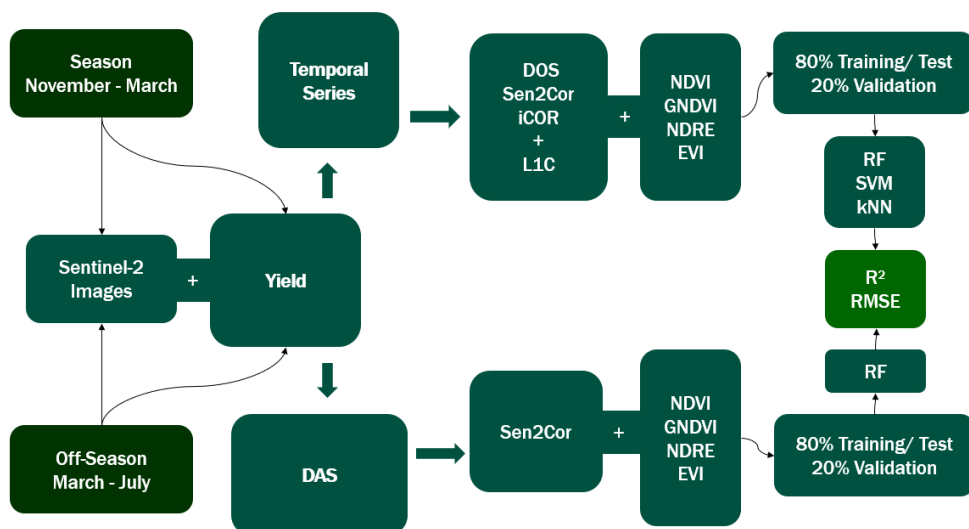 Season
November - March
Temporal
Series
DOS
Sen2Cor
iCOR
+
L1C
+
NDVI
GNDVI
NDRE
EVI
80% Training/ Test
20% Validation
RF
SVM
kNN
Sentinel-2
Images
+
Yield
R²
RMSE
RF
Off-Season
March - July
DAS
Sen2Cor
+
NDVI
GNDVI
NDRE
EVI
80% Training/ Test
20% Validation